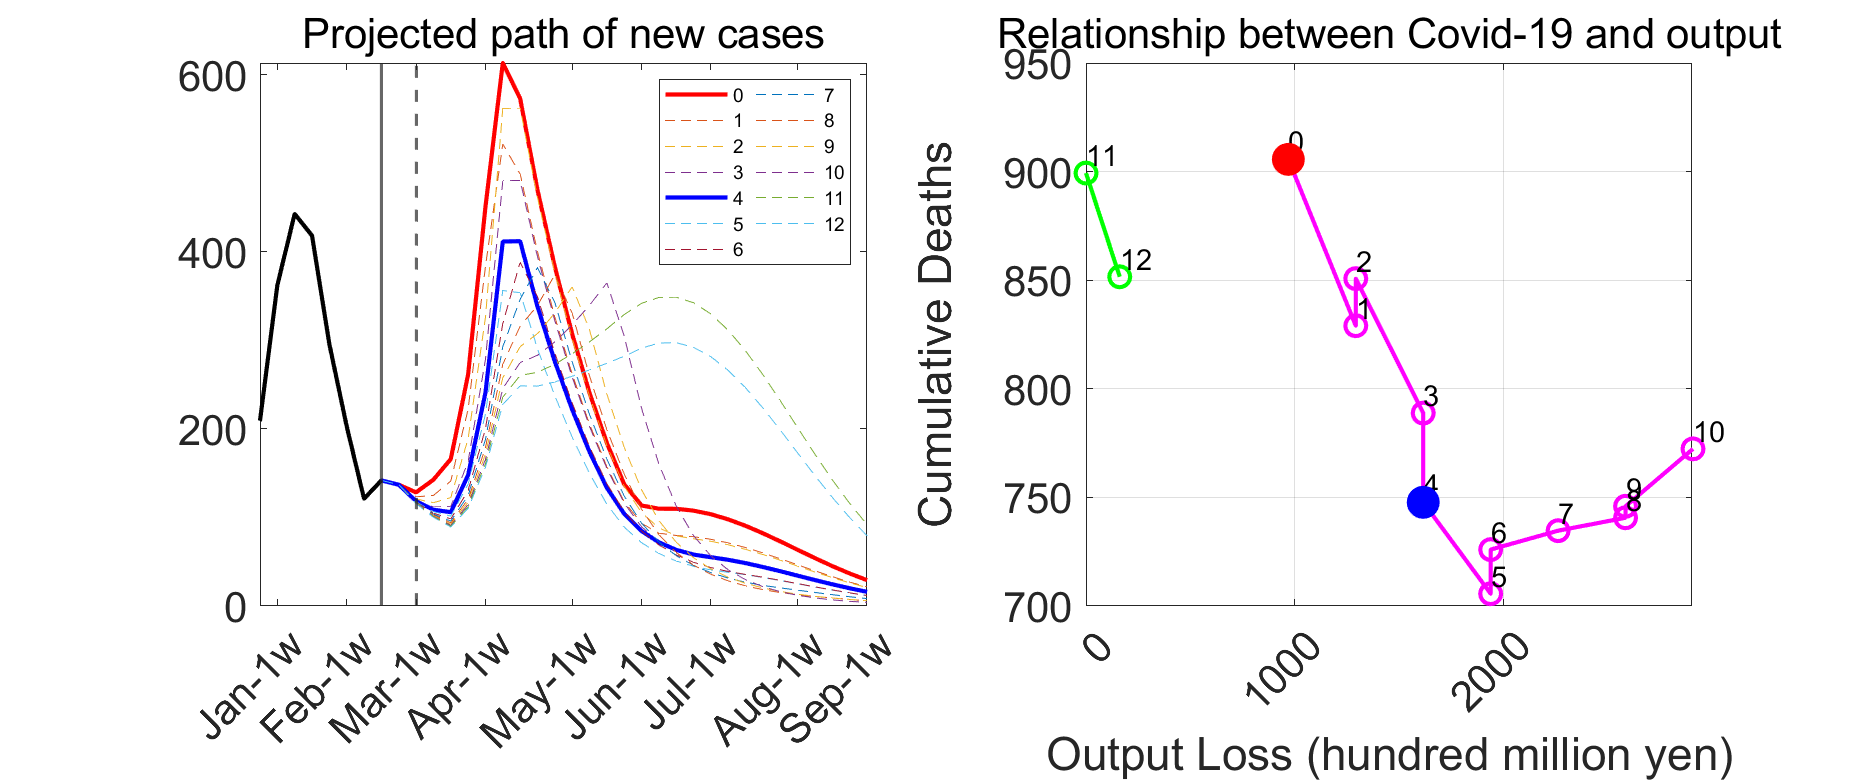 Projected path of new cases
600
400
200
0
Jan-1w
Feb-1w
Mar-1w
Apr-1w
May-1w
Jun-1w
Jul-1w
Aug-1w
Sep-1w
0 7
1 8
2 9
3 10
4 11
5 12
6
Relationship between Covid-19 and output
Cumulative Deaths
950
900
850
800
750
700
0
1000
2000
Output Loss (hundred million yen)
11
0
12
2
1
3
10
4
9
8
7
6
5